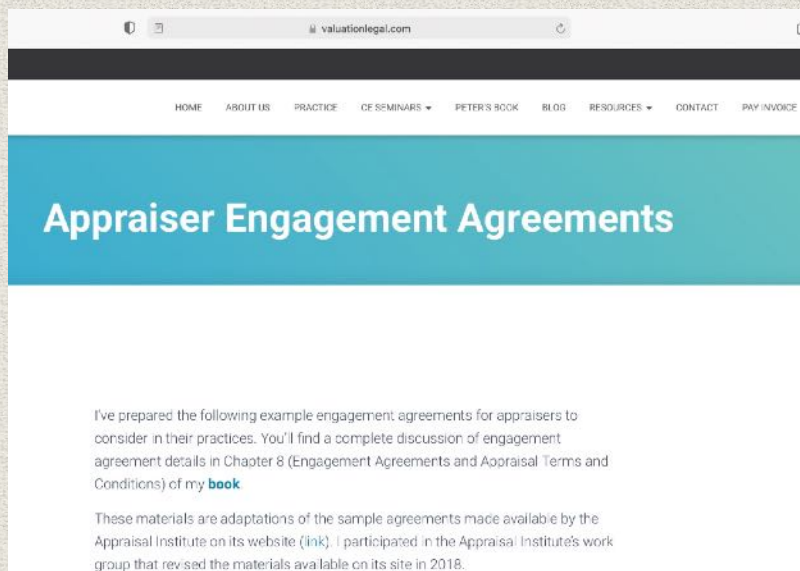 valuationlegal.com
HOME ABOUT US PRACTICE CE SEMINARS PETER'S BOOK BLOG RESOURCES CONTACT PAY INVOICE
Appraiser Engagement Agreements
I've prepared the following example engagement agreements for appraisers to
consider in their practices. You'll find a complete discussion of engagement
agreement details in Chapter 8 (Engagement Agreements and Appraisal Terms and
Conditions) of my book.
These materials are adaptations of the sample agreements made available by the
Appraisal Institute on its website (link). I participated in the Appraisal Institute's work
group that revised the materials available on its site in 2018.